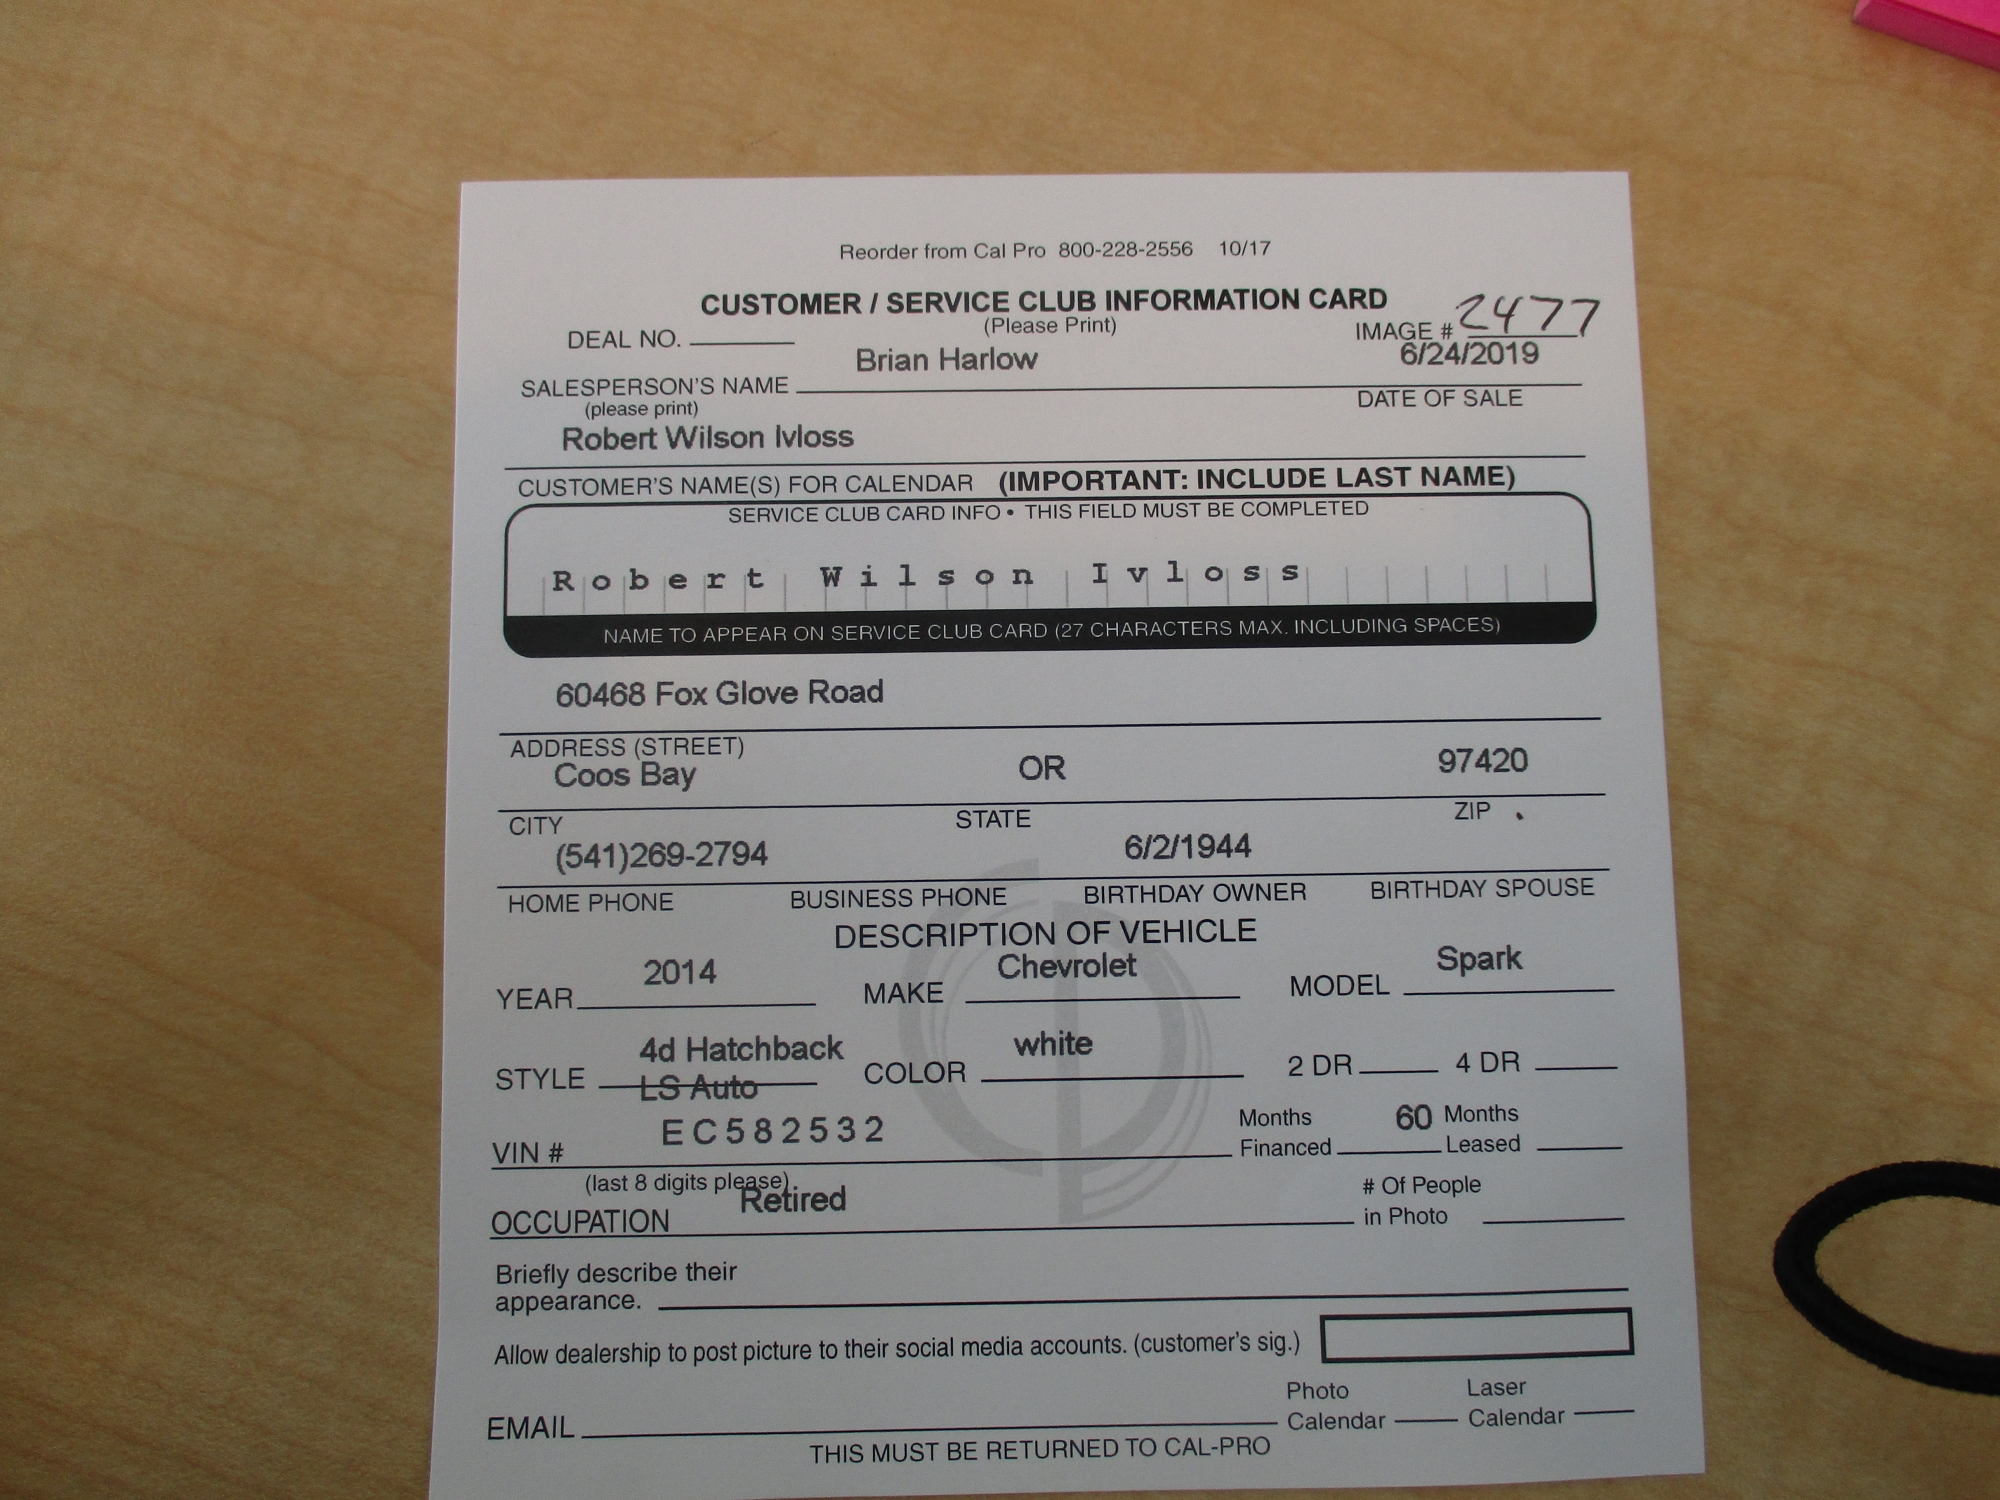 Reorder from Cal Pro 800-228-2556 10/17
CUSTOMER / SERVICE CLUB INFORMATION CARD
(Please Print)
DEAL NO.
IMAGE # 2477
Brian Harlow
6/24/2019
SALESPERSON'S NAME
DATE OF SALE
(please print)
Robert Wilson Ivloss
CUSTOMER'S NAME(S) FOR CALENDAR (IMPORTANT: INCLUDE LAST NAME)
SERVICE CLUB CARD INFO • THIS FIELD MUST BE COMPLETED
Robert Wilson Ivloss
NAME TO APPEAR ON SERVICE CLUB CARD (27 CHARACTERS MAX. INCLUDING SPACES)
60468 Fox Glove Road
ADDRESS (STREET)
Coos Bay OR 97420
CITY STATE ZIP
(541)269-2794 6/2/1944
HOME PHONE BUSINESS PHONE BIRTHDAY OWNER BIRTHDAY SPOUSE
DESCRIPTION OF VEHICLE
YEAR 2014 MAKE Chevrolet MODEL Spark
STYLE 4d Hatchback COLOR white 2 DR 4 DR
LS Auto
VIN # EC582532 Months Financed 60 Months Leased
(last 8 digits please)
OCCUPATION Retired # Of People in Photo
Briefly describe their
appearance.
Allow dealership to post picture to their social media accounts. (customer's sig.)
EMAIL Photo Calendar Laser Calendar
THIS MUST BE RETURNED TO CAL-PRO